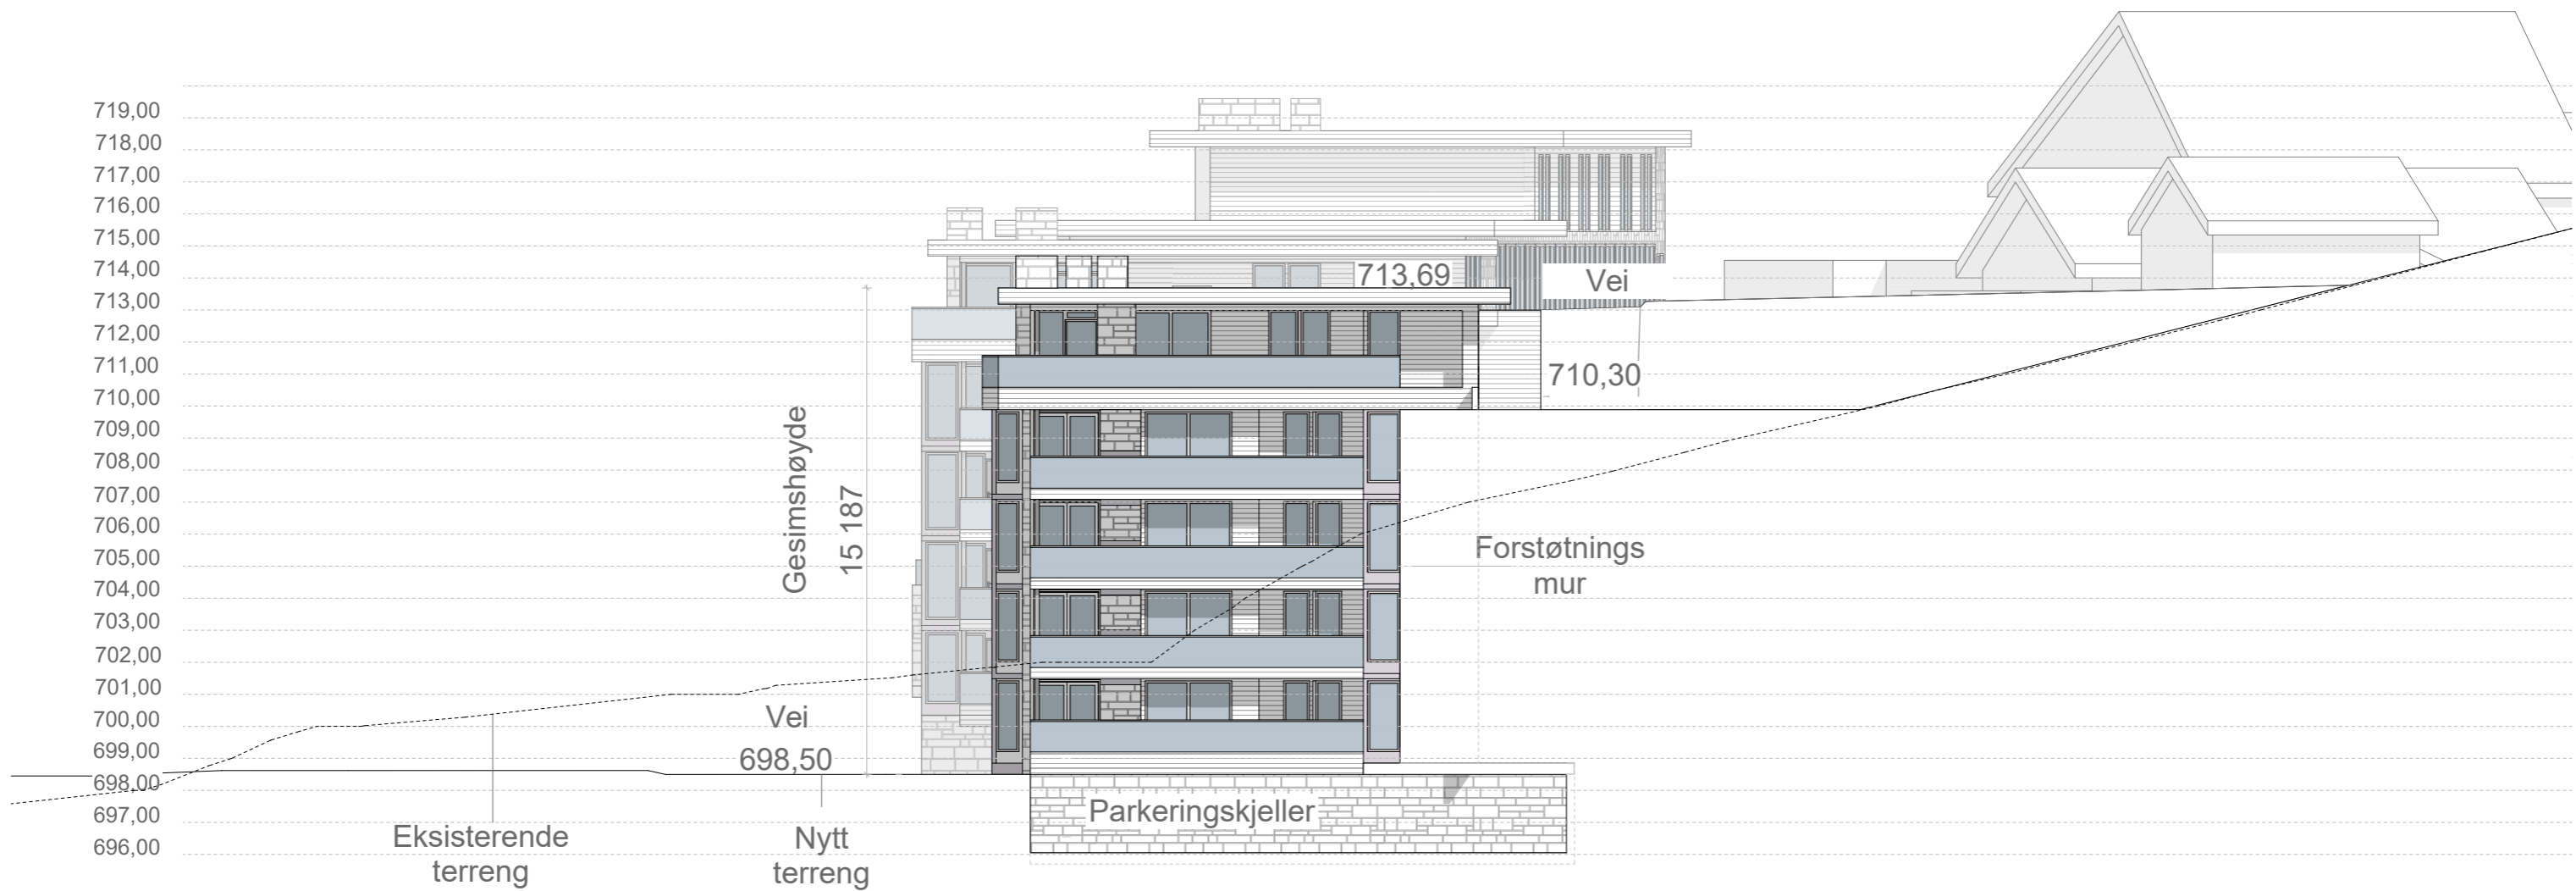 719,00
718,00
717,00
716,00
715,00
714,00
713,00
712,00
711,00
710,00
709,00
708,00
707,00
706,00
705,00
704,00
703,00
702,00
701,00
700,00
699,00
698,00
697,00
696,00
Gesimshøyde
15 187
713,69
Vei
710,30
Forstøtnings
mur
Vei
698,50
Parkeringskjeller
Eksisterende
terreng
Nytt
terreng